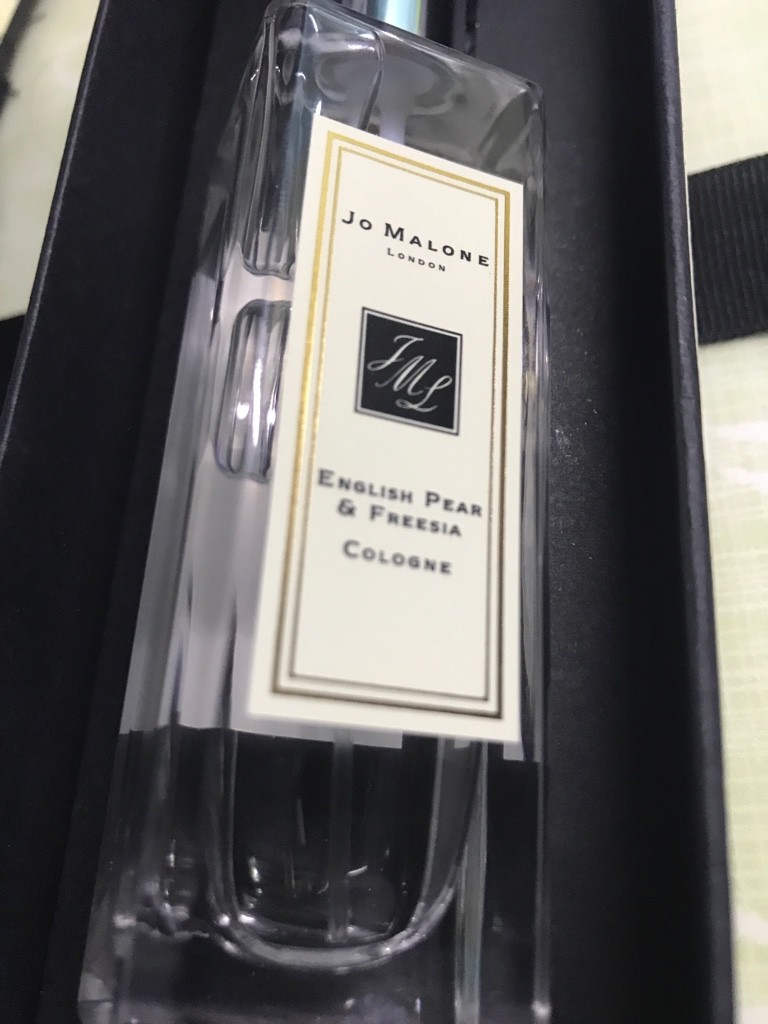 Jo Malone
London
JML
English Pear
& Freesia
Cologne